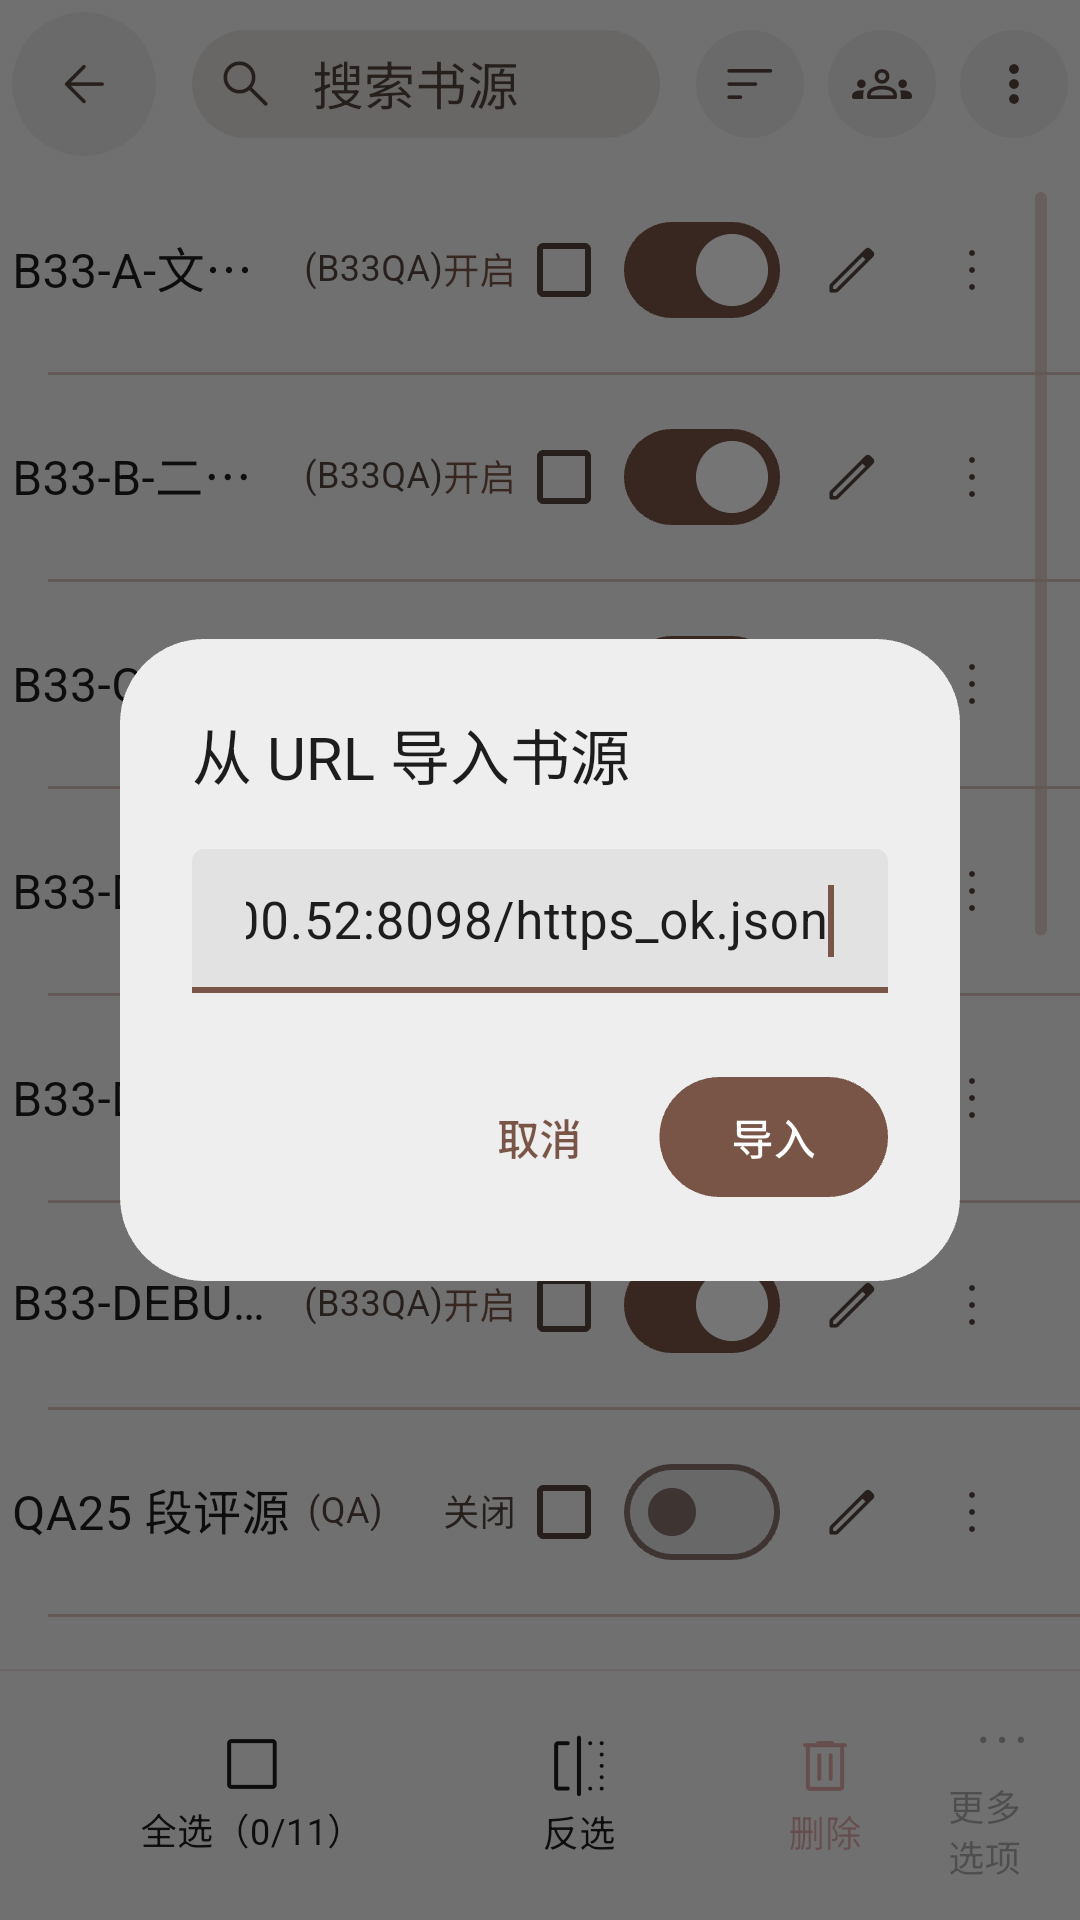 搜索书源
B33-A-文… (B33QA)开启
B33-B-二… (B33QA)开启
B33-
从 URL 导入书源
B33-
00.52:8098/https_ok.json
B33-
取消 导入
B33-DEBU… (B33QA)开启
QA25 段评源 (QA) 关闭
全选（0/11） 反选 删除 更多
选项